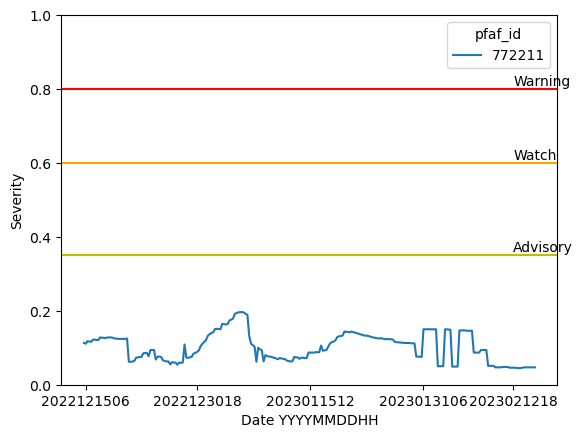 pfaf_id
772211
1.0
Warning
0.8
Watch
0.6
Severity
0.4
Advisory
0.2
0.0
2022121506 2022123018 2023011512 2023013106 2023021218
Date YYYYMMDDHH